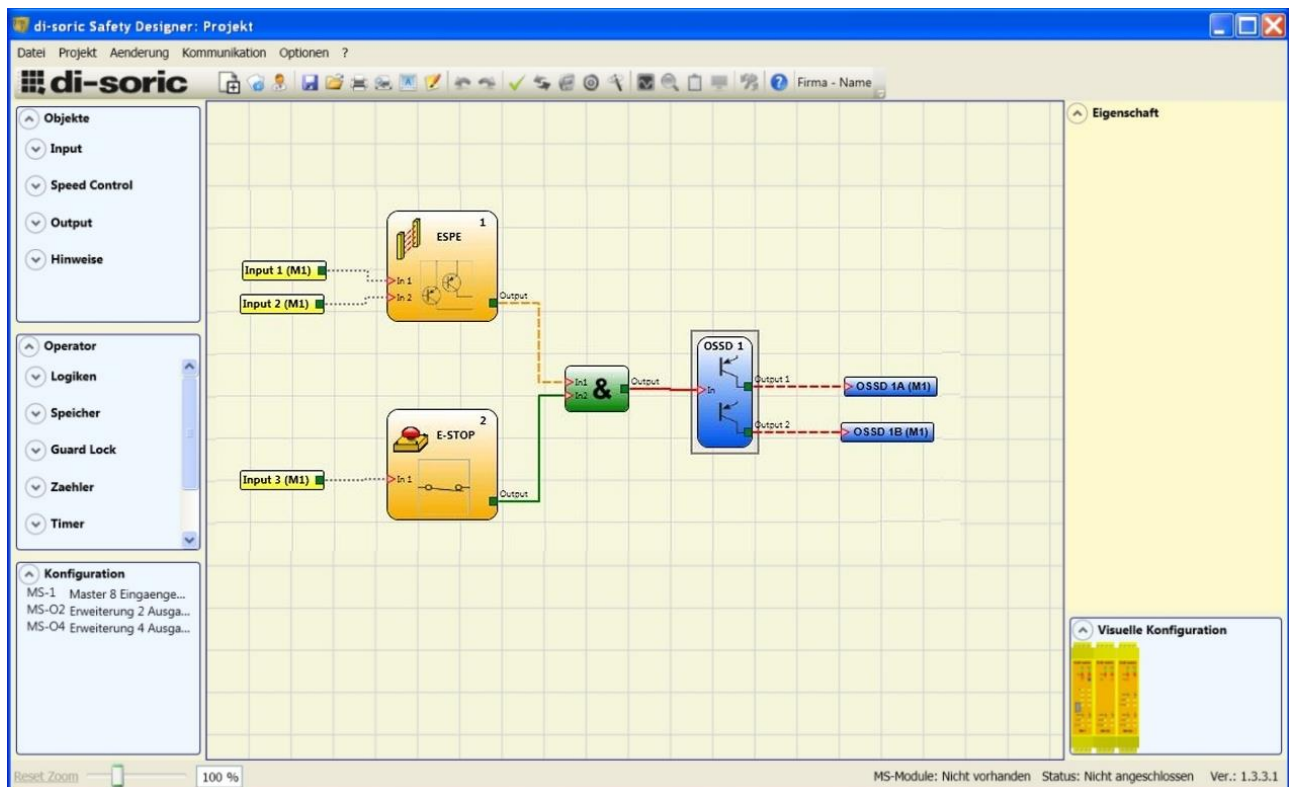 di-soric Safety Designer: Projekt
Datei Projekt Aenderung Kommunikation Optionen ?
di-soric
Firma - Name
Objekte
Input
Speed Control
Output
Hinweise
Operator
Logiken
Speicher
Guard Lock
Zaehler
Timer
Konfiguration
MS-1 Master 8 Eingaenge...
MS-O2 Erweiterung 2 Ausga...
MS-O4 Erweiterung 4 Ausga...
Input 1 (M1)
Input 2 (M1)
1
ESPE
In 1
In 2
Output
Input 3 (M1)
2
E-STOP
In 1
Output
In1
In2
&
Output
OSSD 1
In
Output 1
Output 2
OSSD 1A (M1)
OSSD 1B (M1)
Eigenschaft
Visuelle Konfiguration
Reset Zoom
100 %
MS-Module: Nicht vorhanden Status: Nicht angeschlossen Ver.: 1.3.3.1